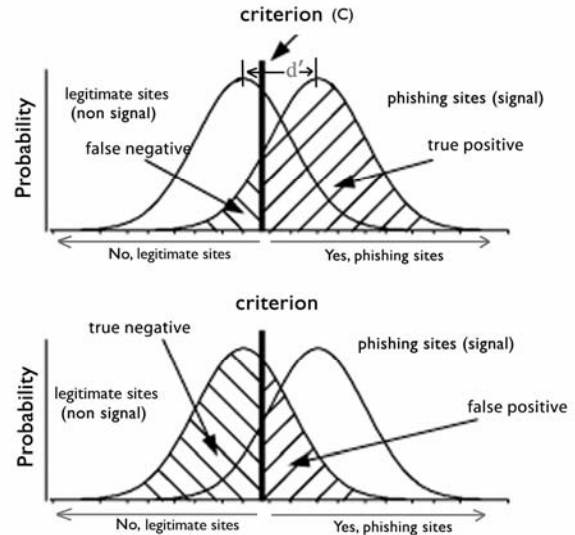 criterion (C)
d′
legitimate sites
(non signal)
phishing sites (signal)
false negative
true positive
Probability
No, legitimate sites
Yes, phishing sites
criterion
true negative
phishing sites (signal)
legitimate sites
(non signal)
false positive
Probability
No, legitimate sites
Yes, phishing sites